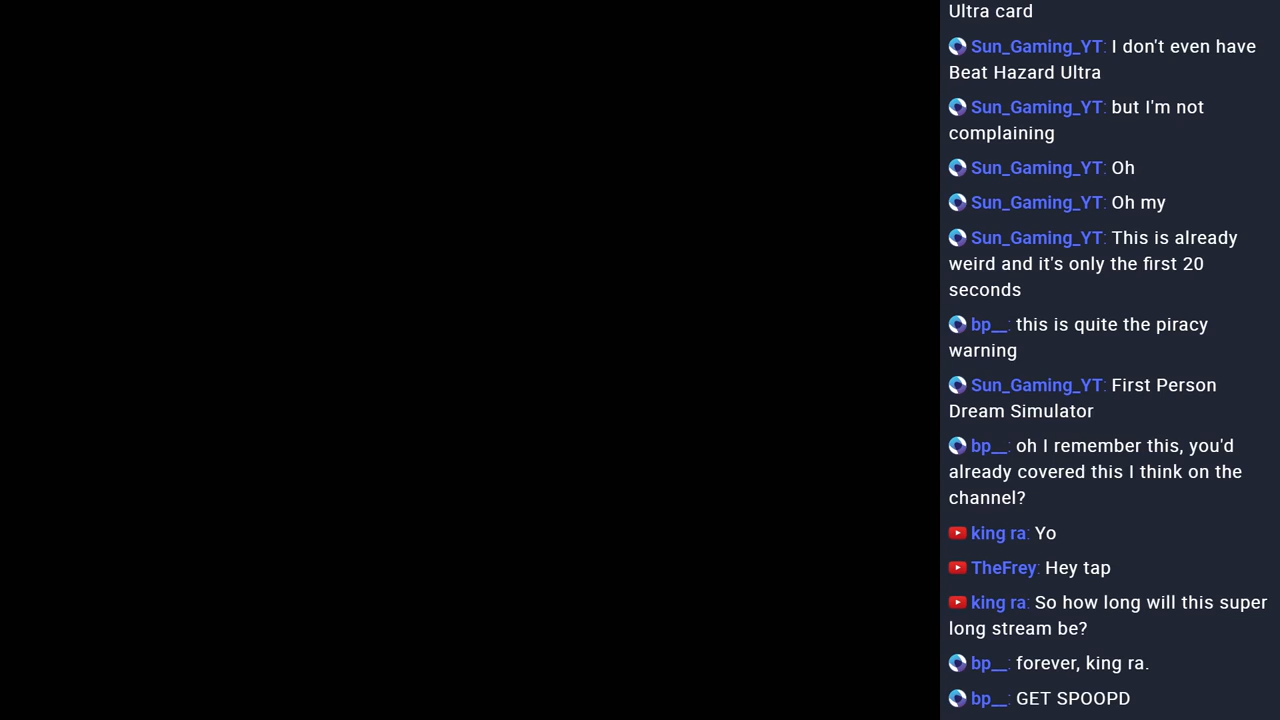 Ultra card
Sun_Gaming_YT: I don't even have
Beat Hazard Ultra
Sun_Gaming_YT: but I'm not
complaining
Sun_Gaming_YT: Oh
Sun_Gaming_YT: Oh my
Sun_Gaming_YT: This is already
weird and it's only the first 20
seconds
bp__: this is quite the piracy
warning
Sun_Gaming_YT: First Person
Dream Simulator
bp__: oh I remember this, you'd
already covered this I think on the
channel?
king ra: Yo
TheFrey: Hey tap
king ra: So how long will this super
long stream be?
bp__: forever, king ra.
bp__: GET SPOOPD